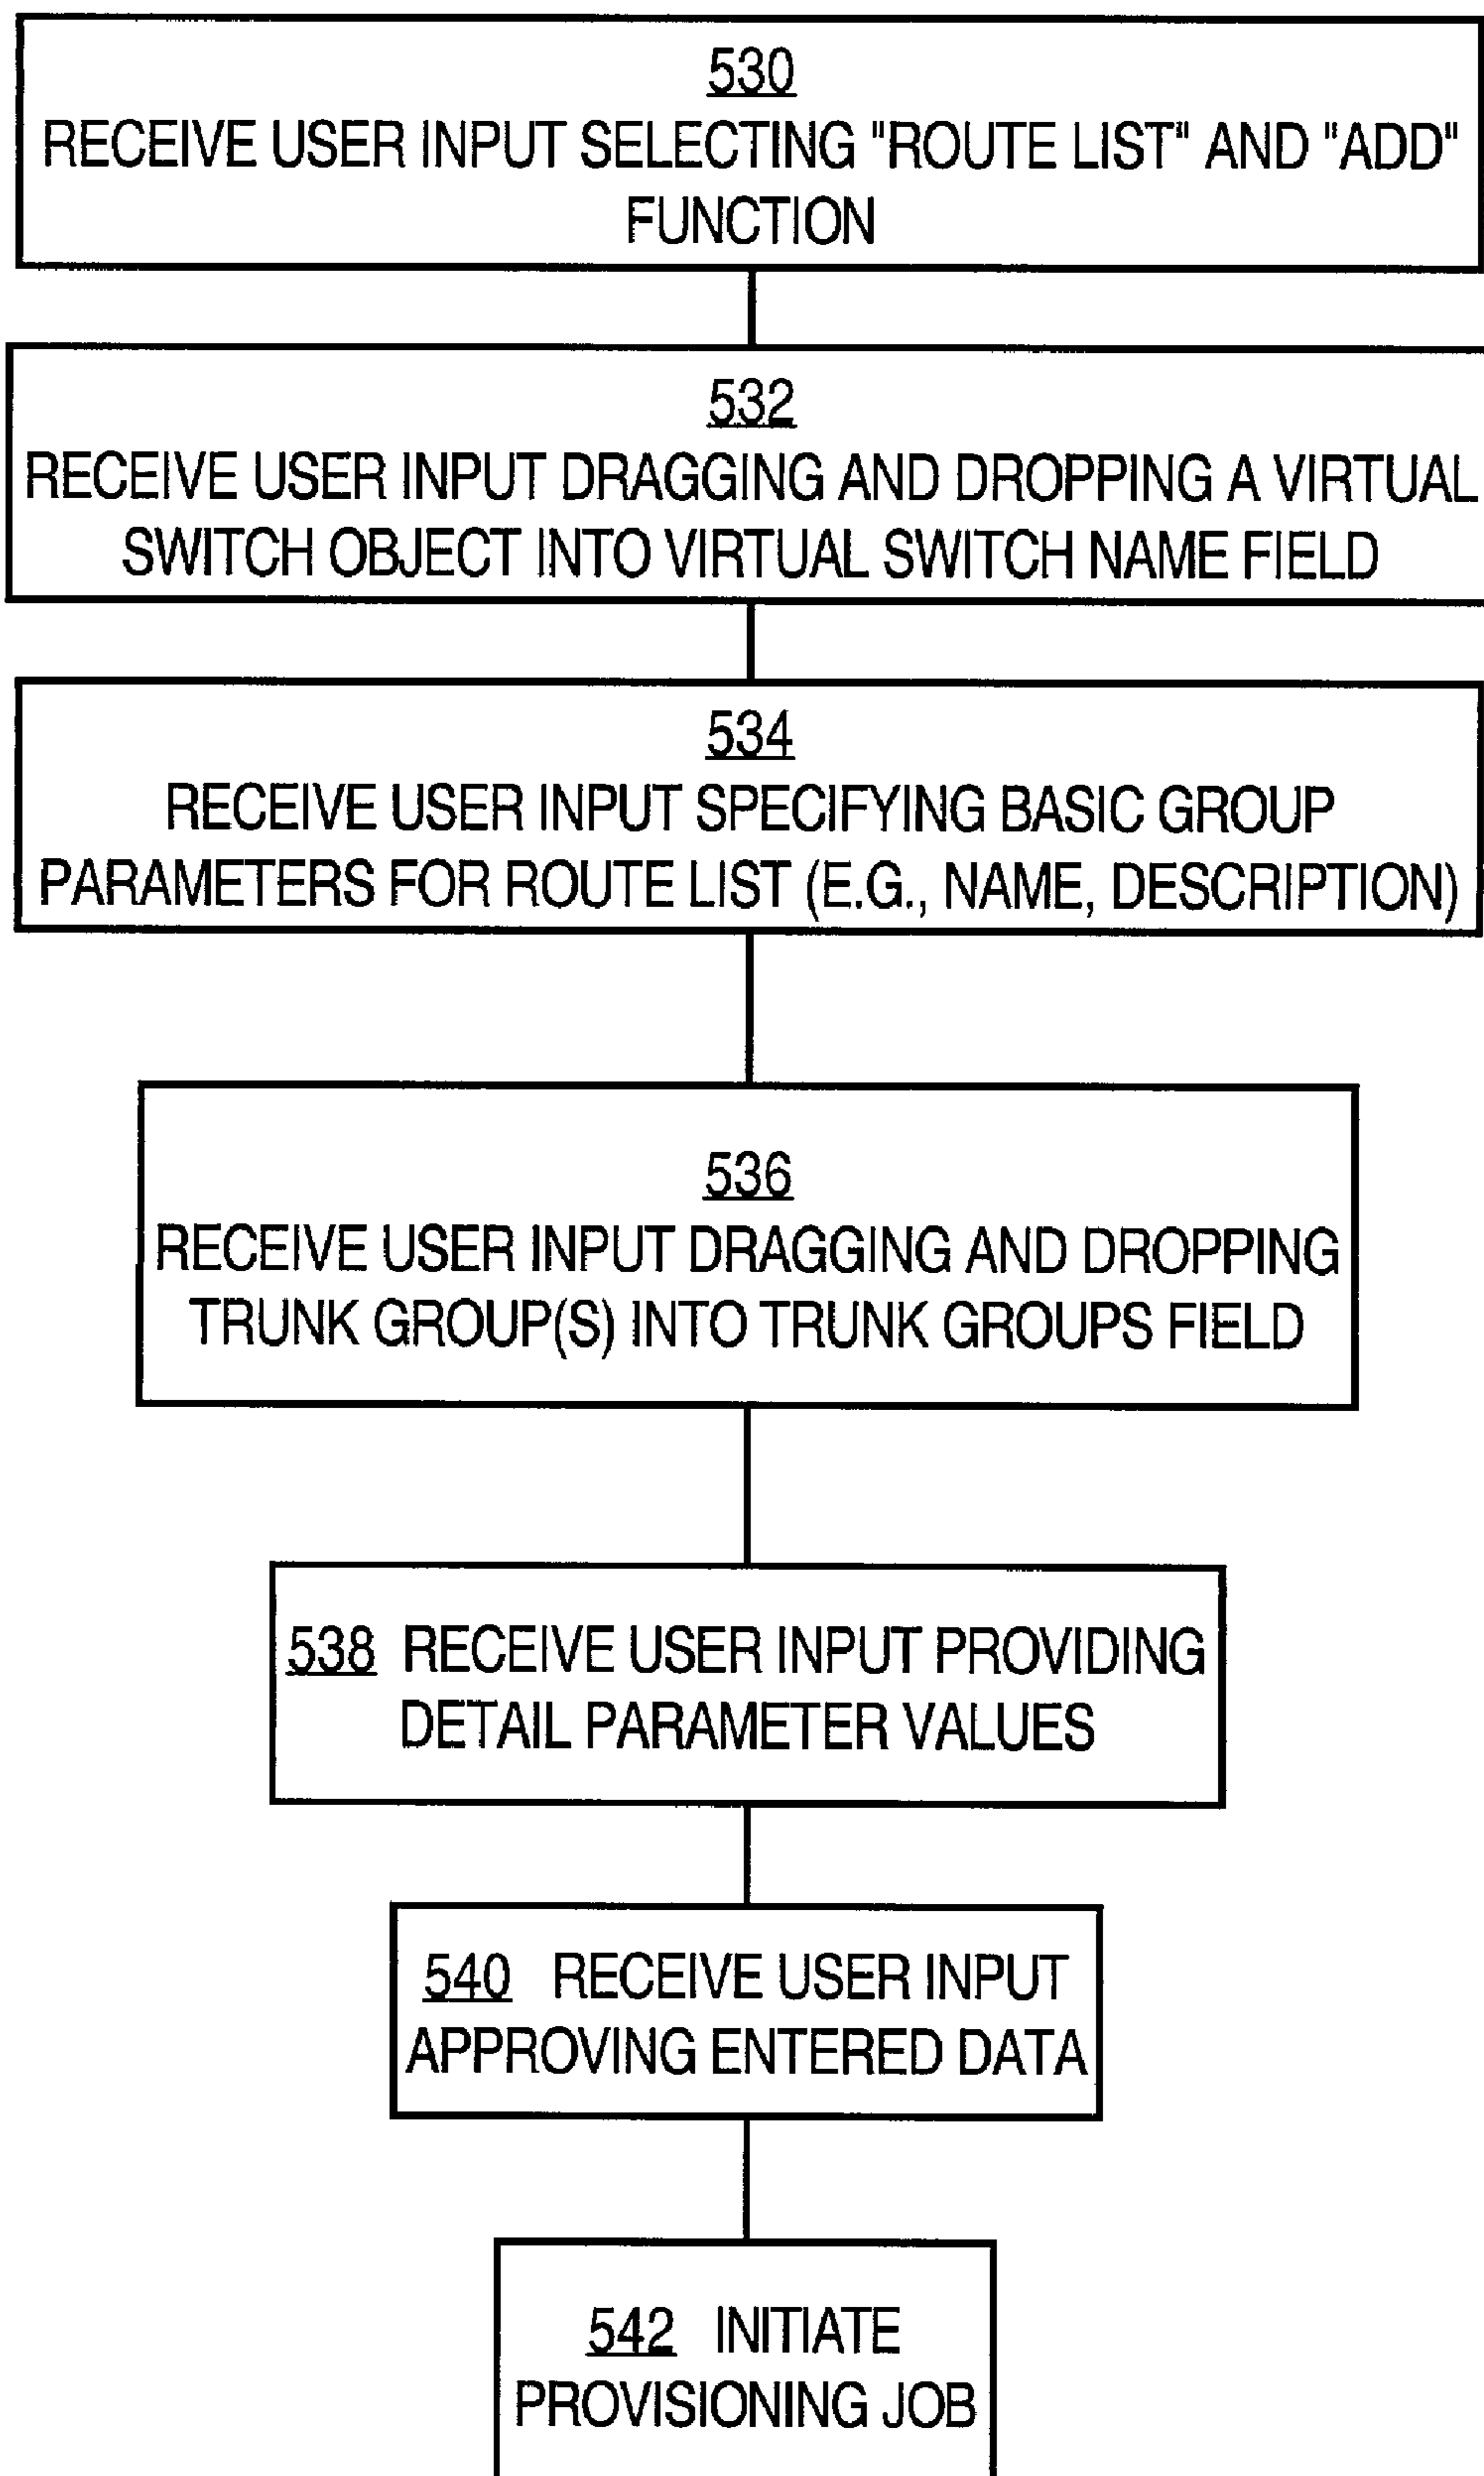 530
RECEIVE USER INPUT SELECTING "ROUTE LIST" AND "ADD"
FUNCTION
532
RECEIVE USER INPUT DRAGGING AND DROPPING A VIRTUAL
SWITCH OBJECT INTO VIRTUAL SWITCH NAME FIELD
534
RECEIVE USER INPUT SPECIFYING BASIC GROUP
PARAMETERS FOR ROUTE LIST (E.G., NAME, DESCRIPTION)
536
RECEIVE USER INPUT DRAGGING AND DROPPING
TRUNK GROUP(S) INTO TRUNK GROUPS FIELD
538 RECEIVE USER INPUT PROVIDING
DETAIL PARAMETER VALUES
540 RECEIVE USER INPUT
APPROVING ENTERED DATA
542 INITIATE
PROVISIONING JOB